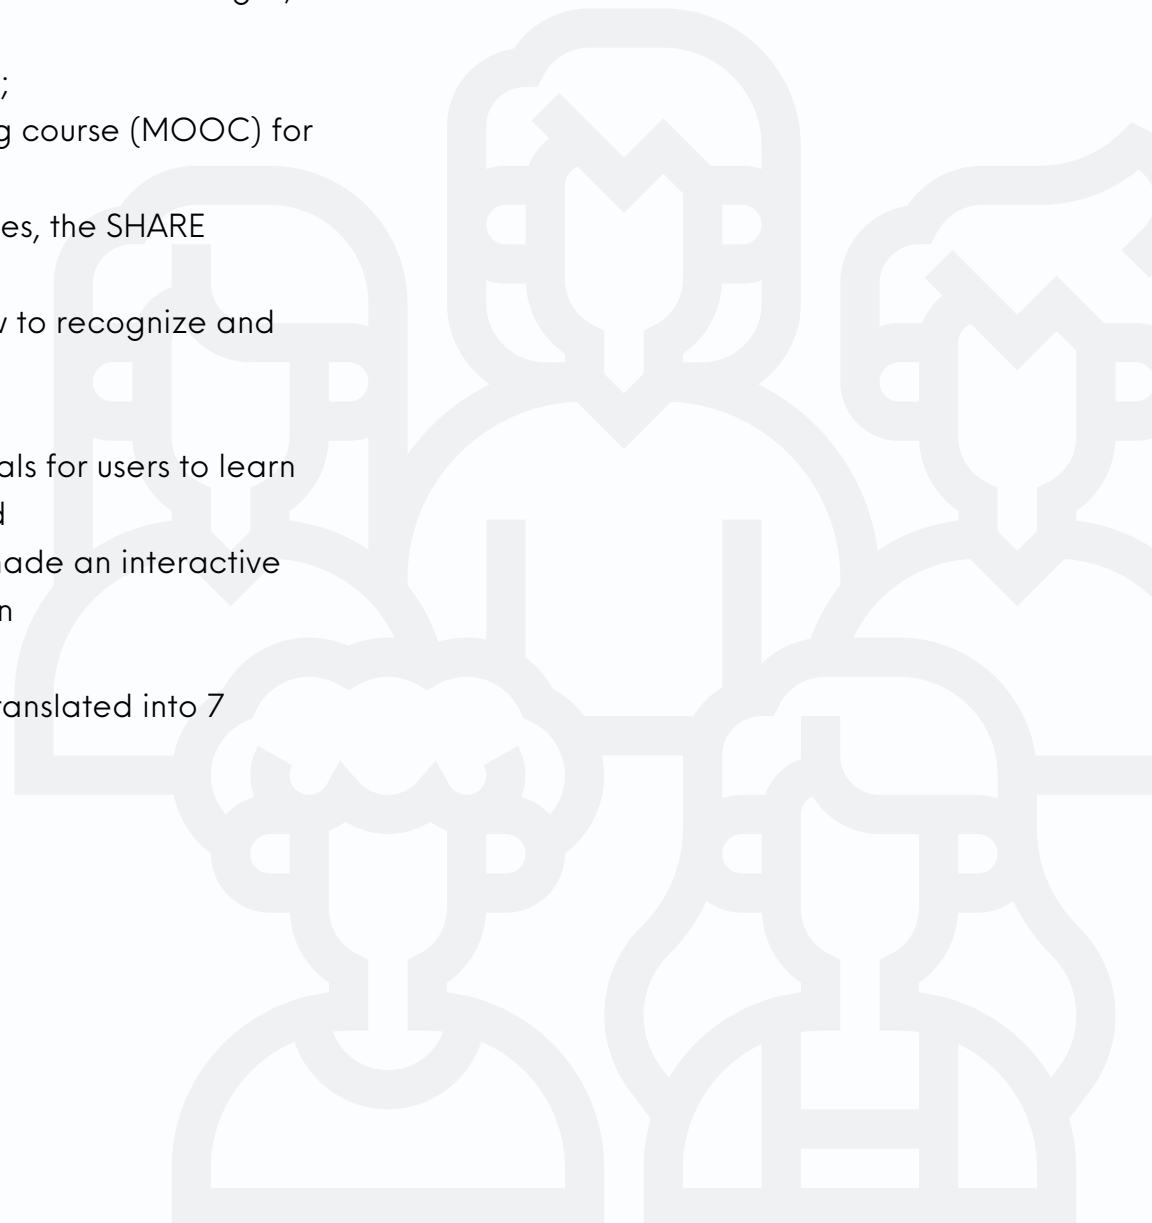 ;
course (MOOC) for
es, the SHARE
to recognize and
als for users to learn
ade an interactive
n
ranslated into 7